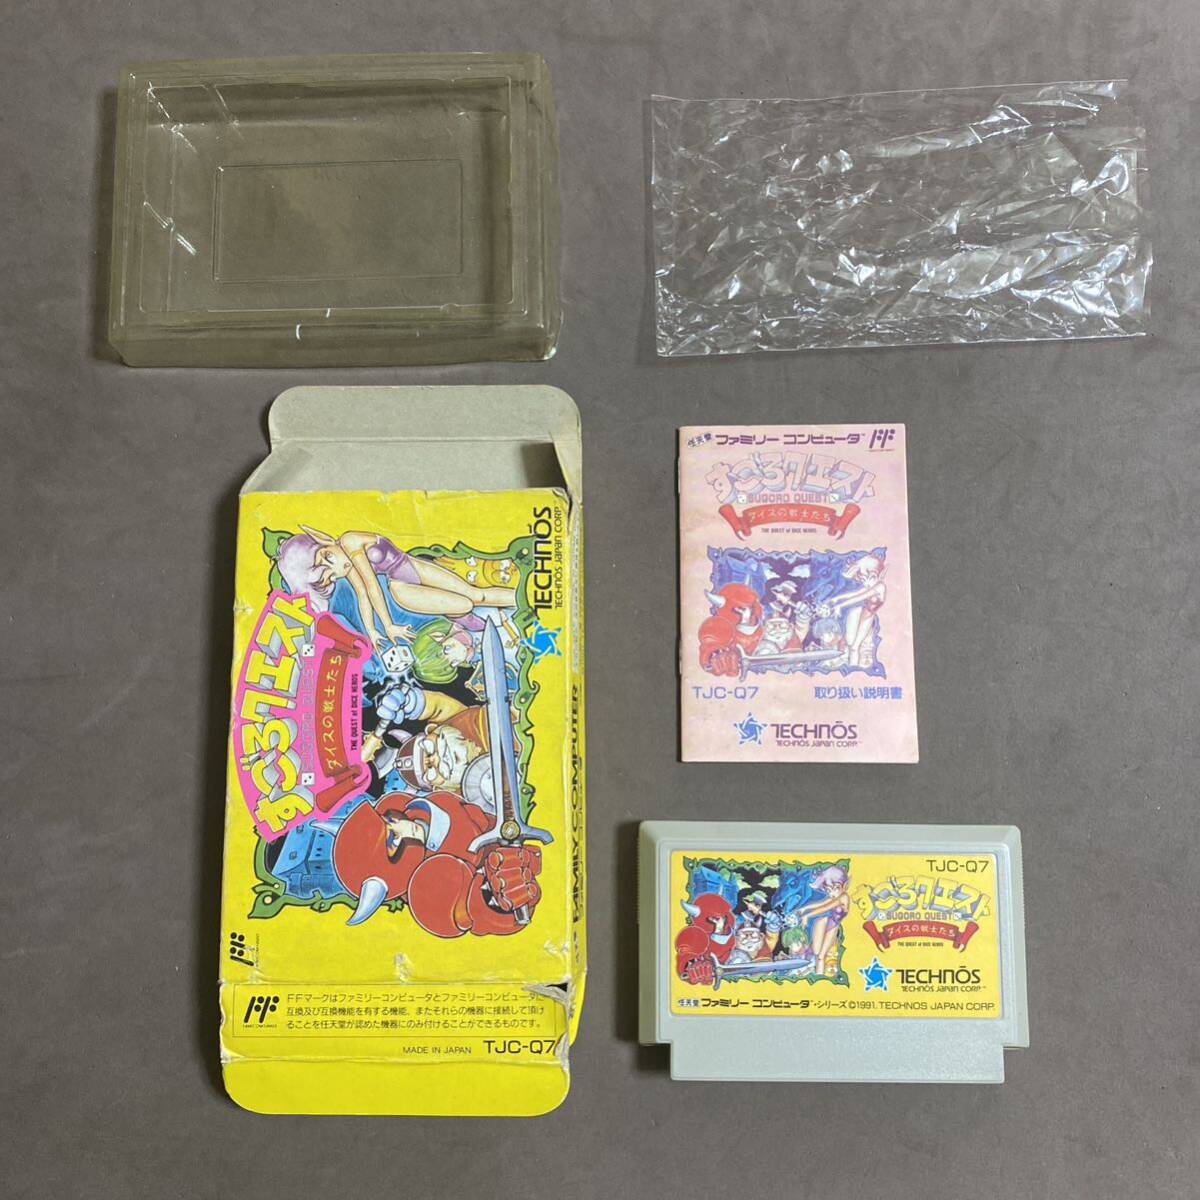 すごろクエスト
SUGORO QUEST
ダイスの戦士たち
THE QUEST of DICE HEROS
TECHNŌS
TECHNŌS JAPAN CORP.™
FAMILY COMPUTER
FFマークはファミリーコンピュータとファミリーコンピュータに
互換及び互換機能を有する機能、またそれらの機器に接続して頂け
ることを任天堂が認めた機器にのみ付けることができるものです。
MADE IN JAPAN TJC-Q7
任天堂 ファミリーコンピュータ™
すごろクエスト
SUGORO QUEST
ダイスの戦士たち
THE QUEST of DICE HEROS
TJC-Q7 取り扱い説明書
TECHNŌS
TECHNŌS JAPAN CORP.™
TJC-Q7
すごろクエスト
SUGORO QUEST
ダイスの戦士たち
THE QUEST of DICE HEROS
TECHNŌS
TECHNŌS JAPAN CORP.™
任天堂 ファミリーコンピュータ™シリーズ ©1991. TECHNOS JAPAN CORP.